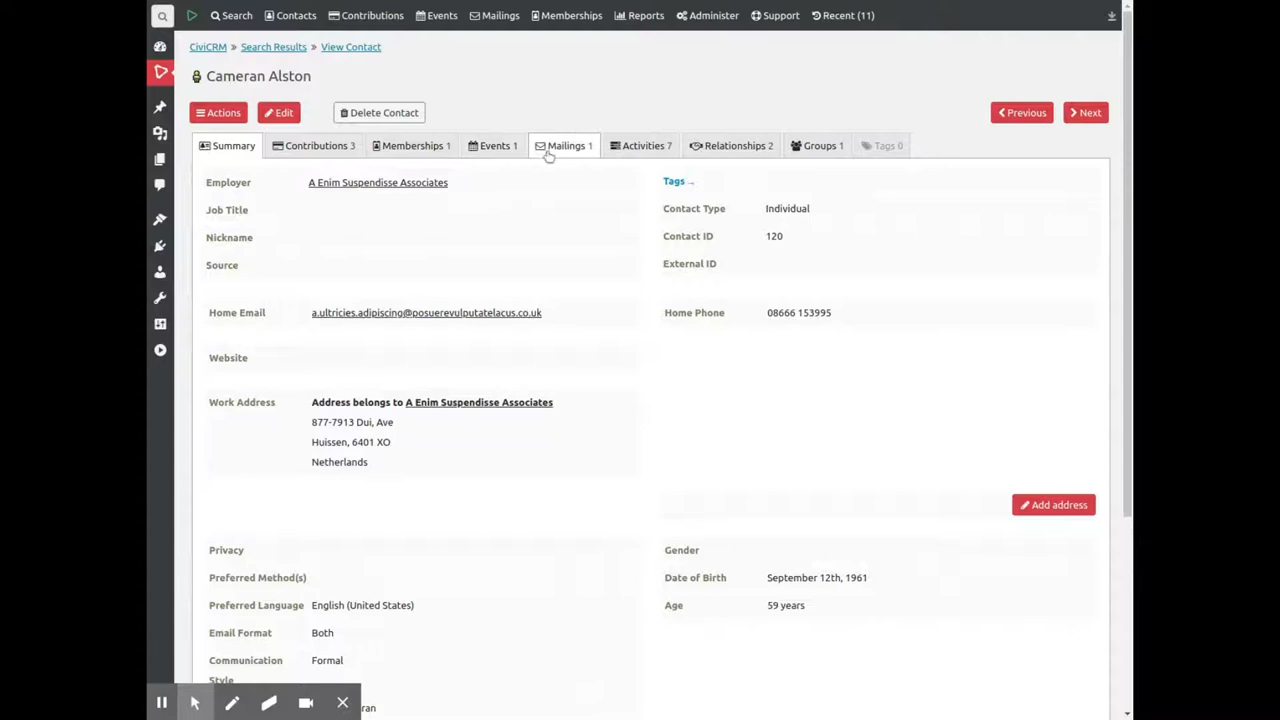 Search Contacts Contributions Events Mailings Memberships Reports Administer Support Recent (11)
CiviCRM » Search Results » View Contact
Cameran Alston
Actions Edit Delete Contact Previous Next
Summary Contributions 3 Memberships 1 Events 1 Mailings 1 Activities 7 Relationships 2 Groups 1 Tags 0
Employer A Enim Suspendisse Associates
Job Title
Nickname
Source
Tags
Contact Type Individual
Contact ID 120
External ID
Home Email a.ultricies.adipiscing@posuerevulputatelacus.co.uk
Home Phone 08666 153995
Website
Work Address Address belongs to A Enim Suspendisse Associates
877-7913 Dui, Ave
Huissen, 6401 XO
Netherlands
Add address
Privacy
Preferred Method(s)
Preferred Language English (United States)
Email Format Both
Communication Formal
Style
Gender
Date of Birth September 12th, 1961
Age 59 years